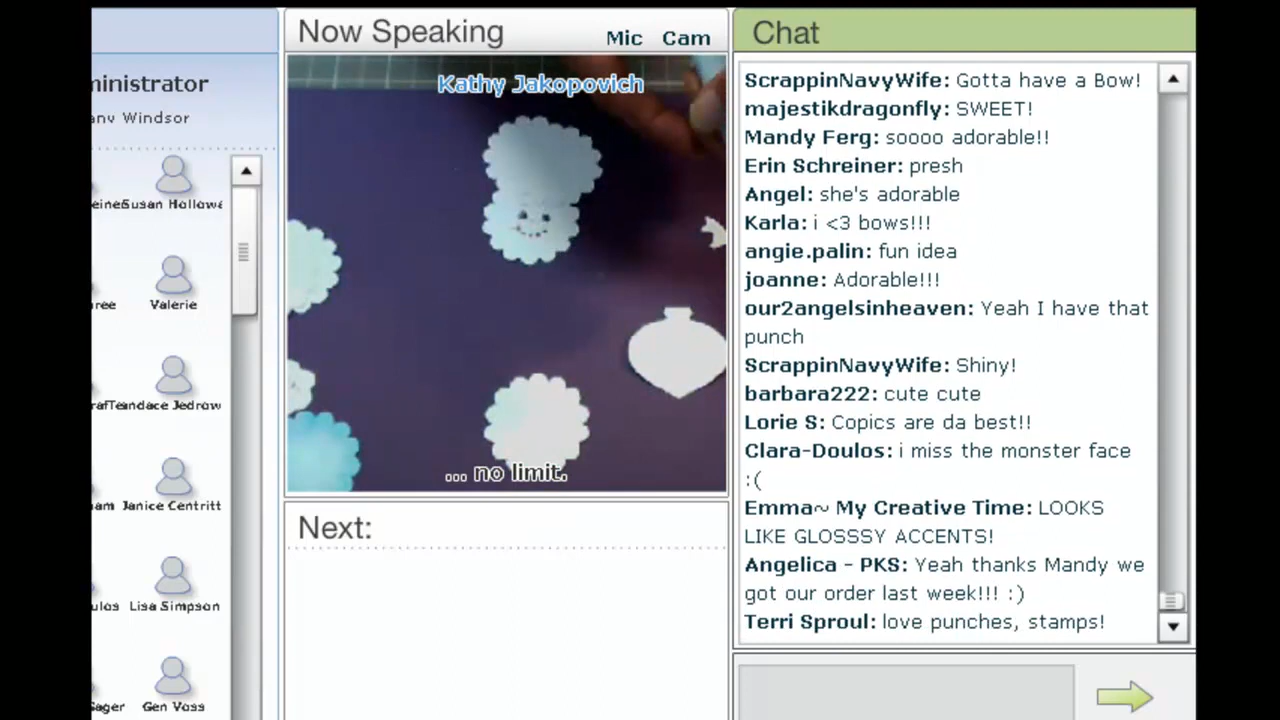 ministrator
any Windsor
Susan Hollowa
ree
Valerie
Janice Centritt
ulos
Lisa Simpson
Gen Voss
Now Speaking
Mic Cam
Kathy Jakopovich
... no limit.
Next:
Chat
ScrappinNavyWife: Gotta have a Bow!
majestikdragonfly: SWEET!
Mandy Ferg: soooo adorable!!
Erin Schreiner: presh
Angel: she's adorable
Karla: i <3 bows!!!
angie.palin: fun idea
joanne: Adorable!!!
our2angelsinheaven: Yeah I have that
punch
ScrappinNavyWife: Shiny!
barbara222: cute cute
Lorie S: Copics are da best!!
Clara-Doulos: i miss the monster face
:(
Emma~ My Creative Time: LOOKS
LIKE GLOSSSY ACCENTS!
Angelica - PKS: Yeah thanks Mandy we
got our order last week!!! :)
Terri Sproul: love punches, stamps!